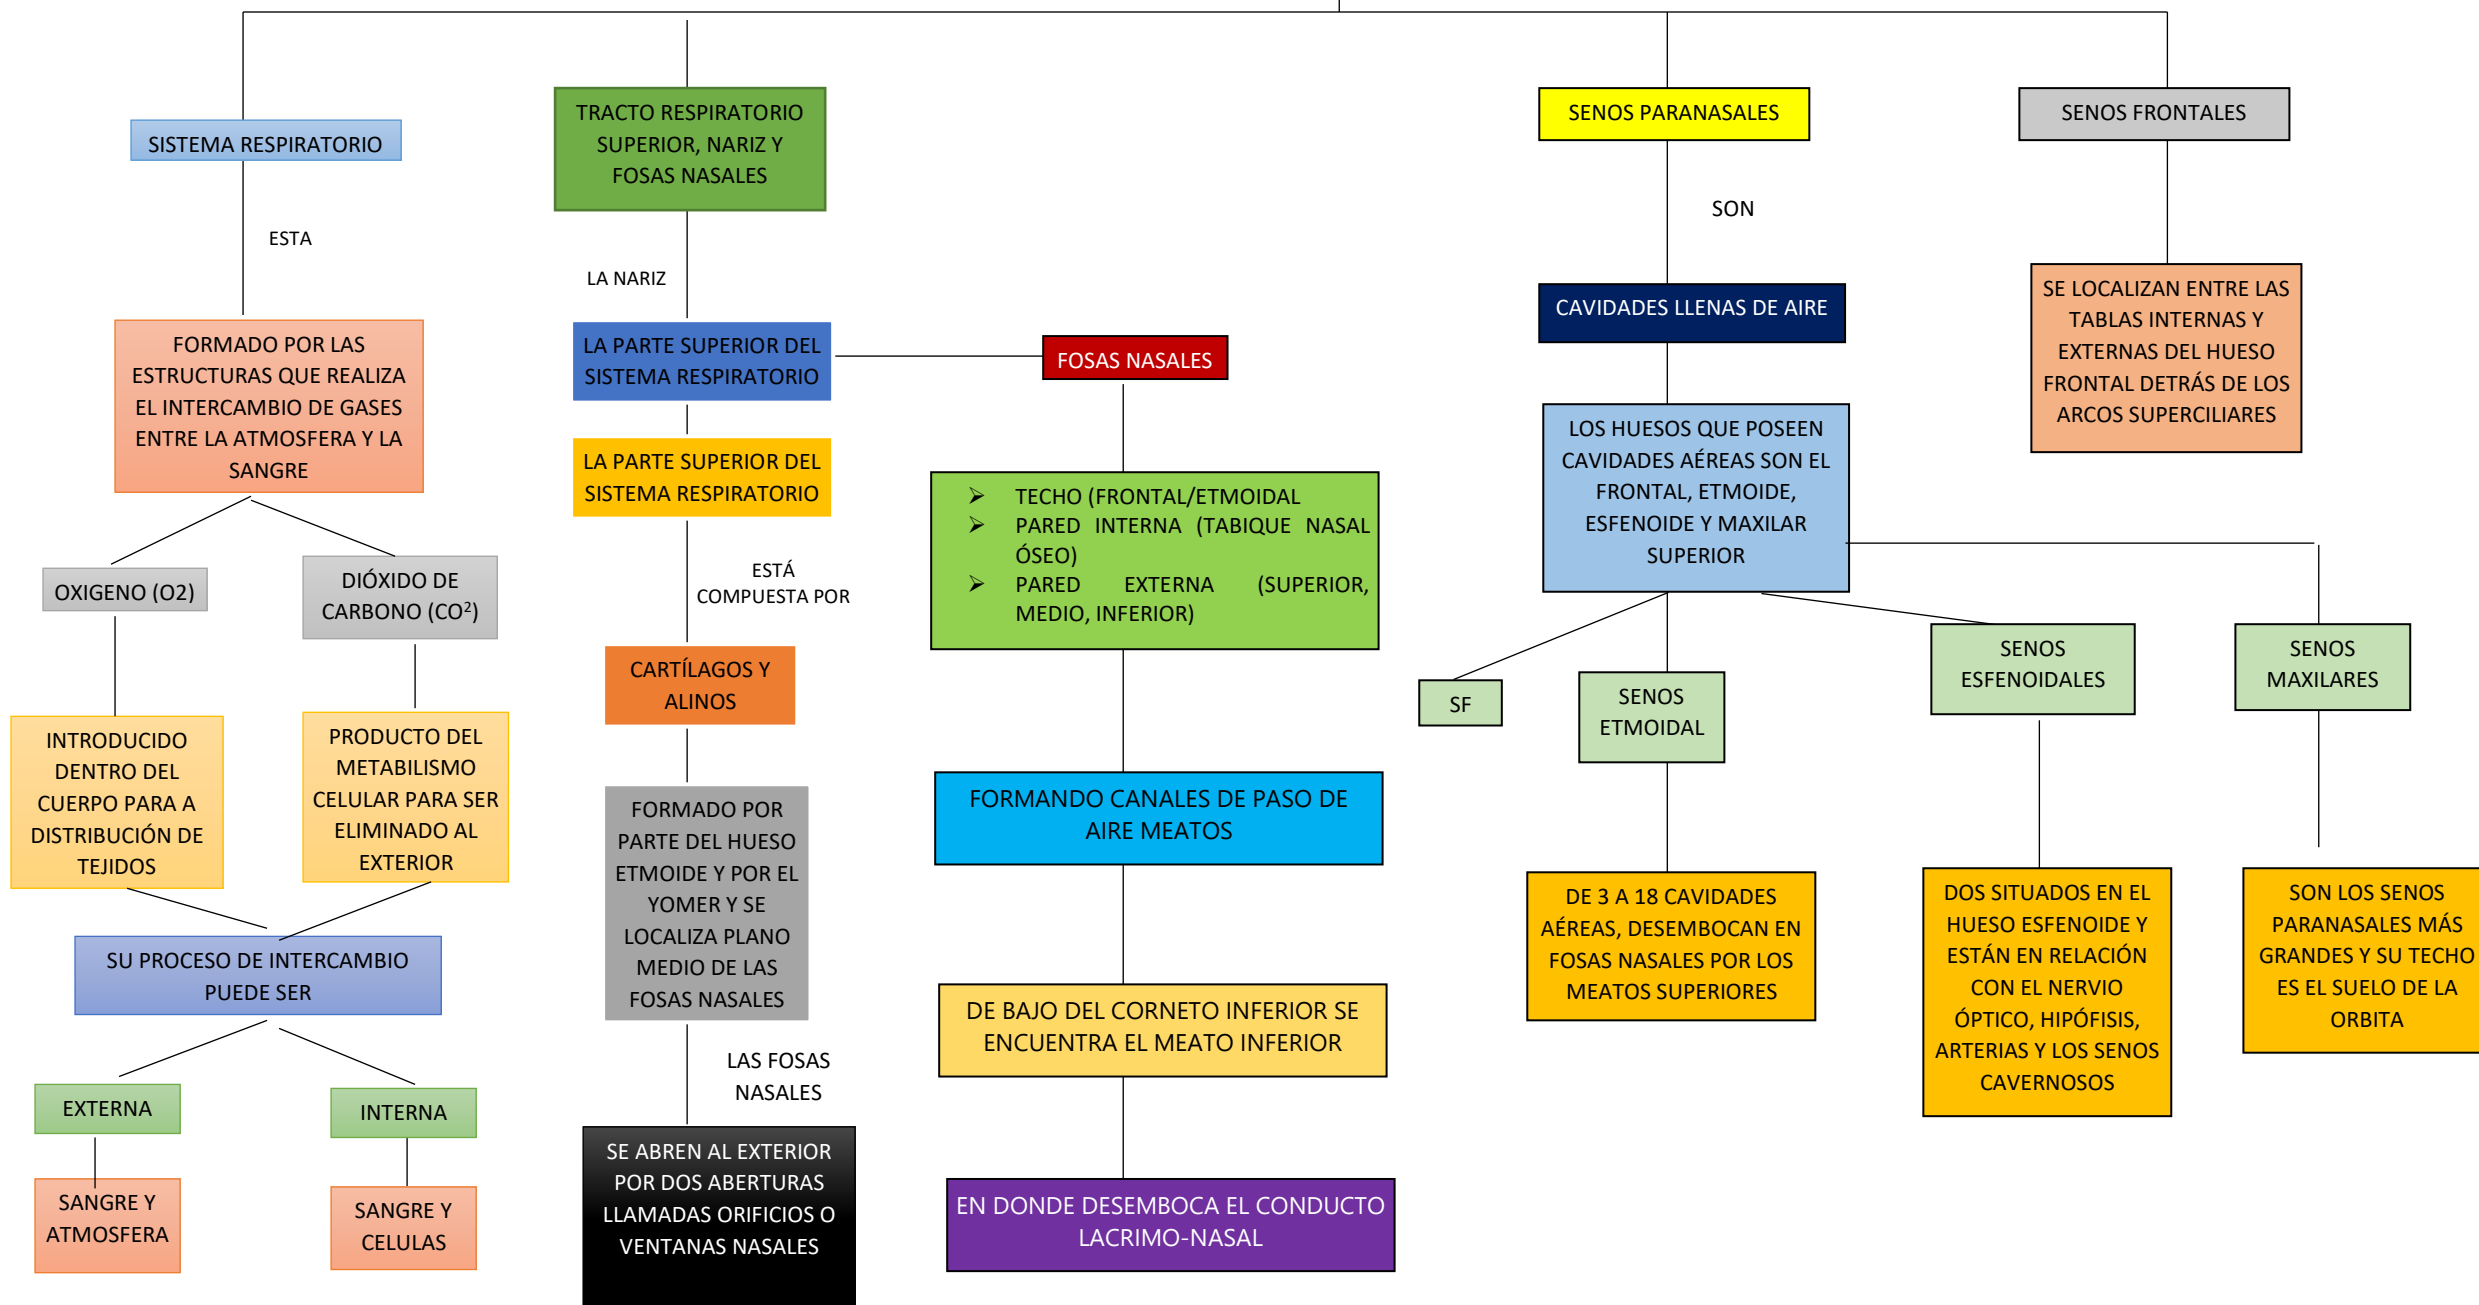 SISTEMA RESPIRATORIO
ESTA
FORMADO POR LAS
ESTRUCTURAS QUE REALIZA
EL INTERCAMBIO DE GASES
ENTRE LA ATMOSFERA Y LA
SANGRE
OXIGENO (O2)
DIÓXIDO DE
CARBONO (CO²)
INTRODUCIDO
DENTRO DEL
CUERPO PARA A
DISTRIBUCIÓN DE
TEJIDOS
PRODUCTO DEL
METABILISMO
CELULAR PARA SER
ELIMINADO AL
EXTERIOR
SU PROCESO DE INTERCAMBIO
PUEDE SER
EXTERNA
INTERNA
SANGRE Y
ATMOSFERA
SANGRE Y
CELULAS
TRACTO RESPIRATORIO
SUPERIOR, NARIZ Y
FOSAS NASALES
LA NARIZ
LA PARTE SUPERIOR DEL
SISTEMA RESPIRATORIO
LA PARTE SUPERIOR DEL
SISTEMA RESPIRATORIO
ESTÁ
COMPUESTA POR
CARTÍLAGOS Y
ALINOS
FORMADO POR
PARTE DEL HUESO
ETMOIDE Y POR EL
YOMER Y SE
LOCALIZA PLANO
MEDIO DE LAS
FOSAS NASALES
LAS FOSAS
NASALES
SE ABREN AL EXTERIOR
POR DOS ABERTURAS
LLAMADAS ORIFICIOS O
VENTANAS NASALES
FOSAS NASALES
➢ TECHO (FRONTAL/ETMOIDAL
➢ PARED INTERNA (TABIQUE NASAL
ÓSEO)
➢ PARED EXTERNA (SUPERIOR,
MEDIO, INFERIOR)
FORMANDO CANALES DE PASO DE
AIRE MEATOS
DE BAJO DEL CORNETO INFERIOR SE
ENCUENTRA EL MEATO INFERIOR
EN DONDE DESEMBOCA EL CONDUCTO
LACRIMO-NASAL
SENOS PARANASALES
SON
CAVIDADES LLENAS DE AIRE
LOS HUESOS QUE POSEEN
CAVIDADES AÉREAS SON EL
FRONTAL, ETMOIDE,
ESFENOIDE Y MAXILAR
SUPERIOR
SF
SENOS
ETMOIDAL
DE 3 A 18 CAVIDADES
AÉREAS, DESEMBOCAN EN
FOSAS NASALES POR LOS
MEATOS SUPERIORES
SENOS
ESFENOIDALES
DOS SITUADOS EN EL
HUESO ESFENOIDE Y
ESTÁN EN RELACIÓN
CON EL NERVIO
ÓPTICO, HIPÓFISIS,
ARTERIAS Y LOS SENOS
CAVERNOSOS
SENOS
MAXILARES
SON LOS SENOS
PARANASALES MÁS
GRANDES Y SU TECHO
ES EL SUELO DE LA
ORBITA
SENOS FRONTALES
SE LOCALIZAN ENTRE LAS
TABLAS INTERNAS Y
EXTERNAS DEL HUESO
FRONTAL DETRÁS DE LOS
ARCOS SUPERCILIARES